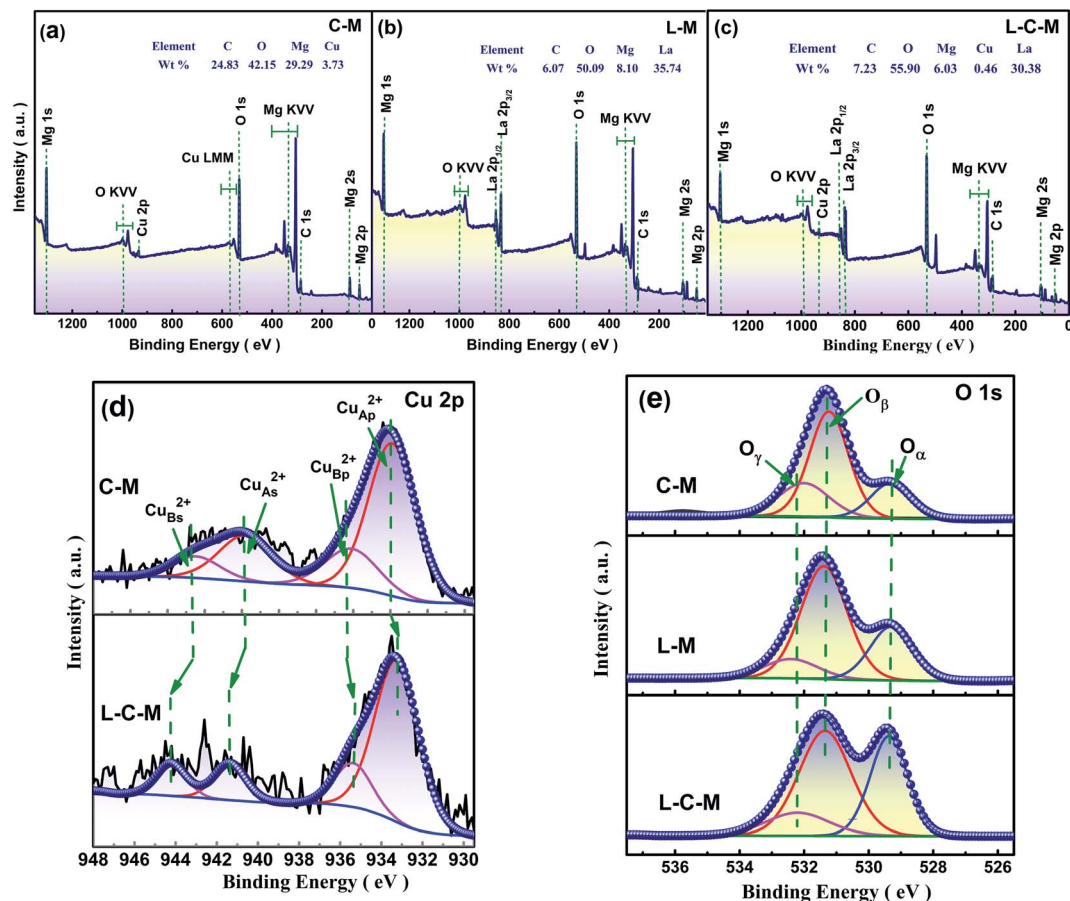 (a)
C-M
Element C O Mg Cu
Wt % 24.83 42.15 29.29 3.73
Mg 1s
O KVV
Cu 2p
Cu LMM
O 1s
Mg KVV
C 1s
Mg 2s
Mg 2p
1200 1000 800 600 400 200 0
Binding Energy ( eV )
Intensity ( a.u. )
(b)
L-M
Element C O Mg La
Wt % 6.07 50.09 8.10 35.74
Mg 1s
O KVV
La 2p1/2
La 2p3/2
O 1s
Mg KVV
C 1s
Mg 2s
Mg 2p
1200 1000 800 600 400 200
Binding Energy ( eV )
(c)
L-C-M
Element C O Mg Cu La
Wt % 7.23 55.90 6.03 0.46 30.38
Mg 1s
O KVV
Cu 2p
La 2p1/2
La 2p3/2
O 1s
Mg KVV
C 1s
Mg 2s
Mg 2p
1200 1000 800 600 400 200 0
Binding Energy ( eV )
(d)
Cu 2p
C-M
CuBs2+
CuAs2+
CuBp2+
CuAp2+
946 944 942 940 938 936 934 932 930
L-C-M
948 945 943 940 938 935 933 930
Binding Energy ( eV )
Intensity ( a.u. )
(e)
O 1s
C-M
Oγ
Oβ
Oα
L-M
L-C-M
536 534 532 530 528 526
Binding Energy ( eV )
Intensity ( a.u. )